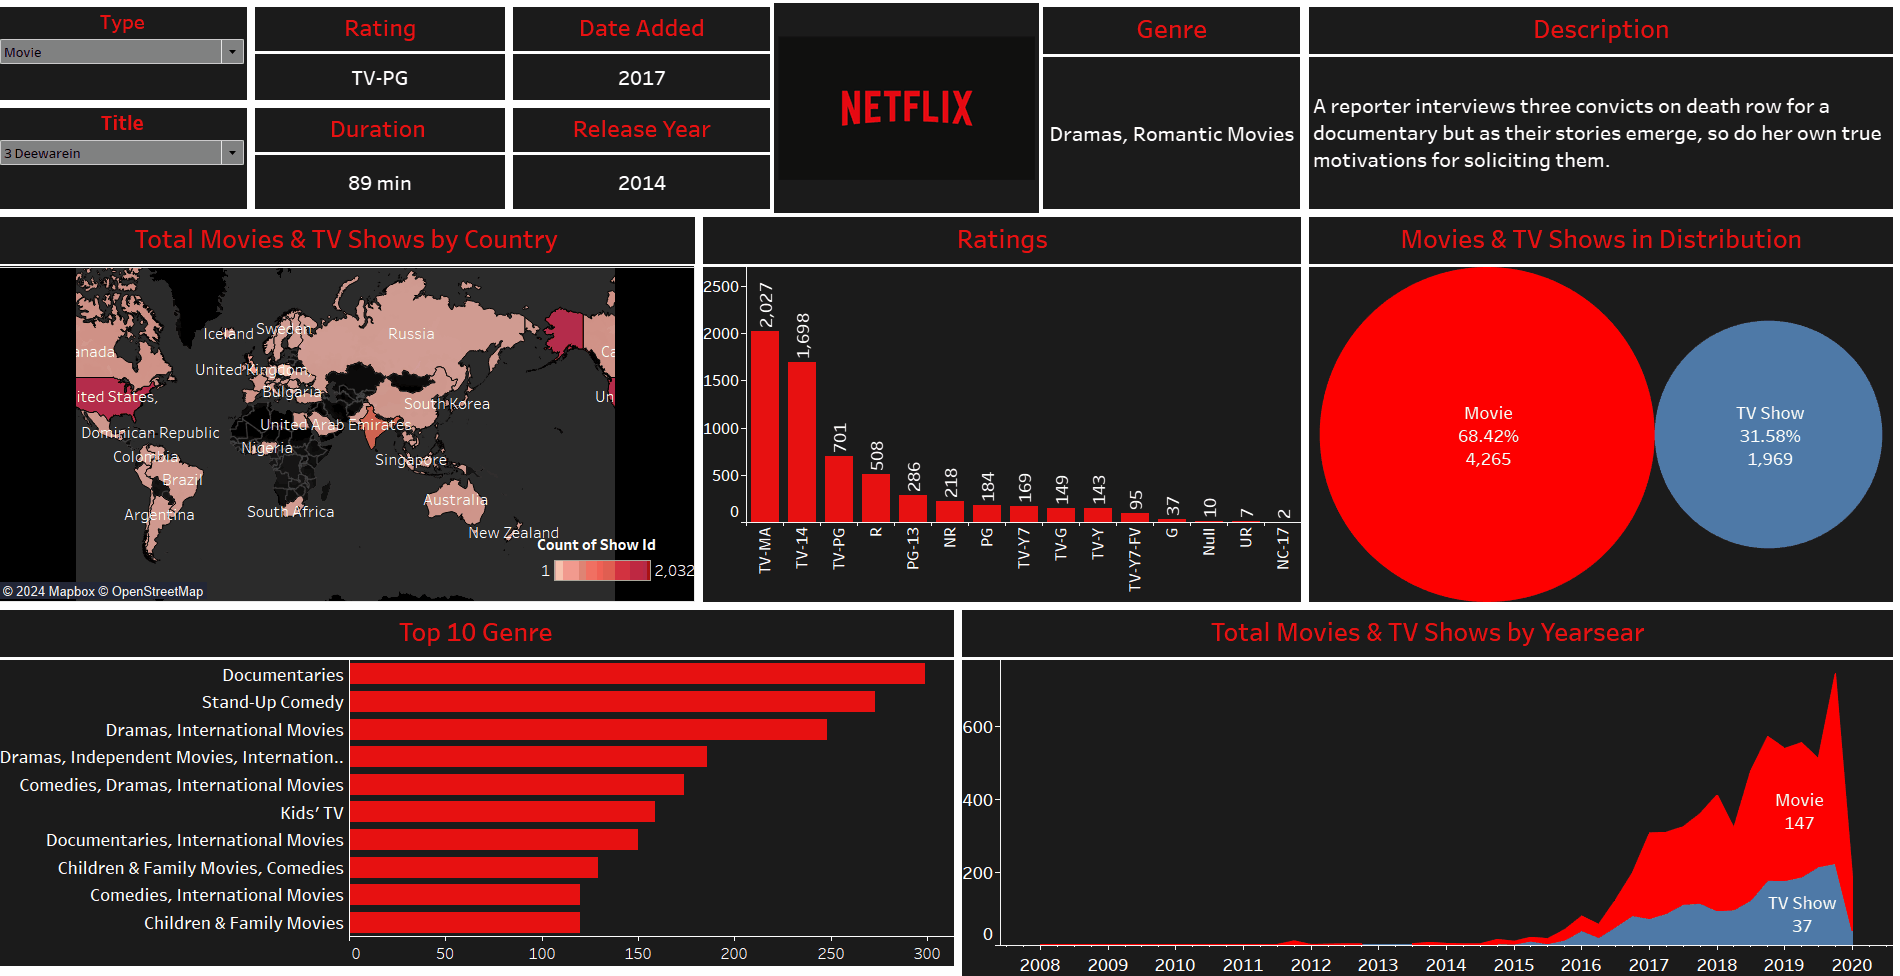 Type
Movie
Title
3 Deewarein
Rating
TV-PG
Duration
89 min
Date Added
2017
Release Year
2014
NETFLIX
Genre
Dramas, Romantic Movies
Description
A reporter interviews three convicts on death row for a
documentary but as their stories emerge, so do her own true
motivations for soliciting them.
Total Movies & TV Shows by Country
Iceland
Sweden
Russia
anada
Ca
United Kingdom
Bulgaria
ited States,
Un
South Korea
Dominican Republic
United Arab Emirates
Nigeria
Colombia
Singapore
Brazil
Australia
Argentina
South Africa
New Zealand
Count of Show Id
1
2,032
© 2024 Mapbox © OpenStreetMap
Ratings
2500
2000
1500
1000
500
0
2,027
1,698
701
508
286
218
184
169
149
143
95
37
10
7
2
TV-MA
TV-14
TV-PG
R
PG-13
NR
PG
TV-Y7
TV-G
TV-Y
TV-Y7-FV
G
Null
UR
NC-17
Movies & TV Shows in Distribution
Movie
68.42%
4,265
TV Show
31.58%
1,969
Top 10 Genre
Documentaries
Stand-Up Comedy
Dramas, International Movies
Dramas, Independent Movies, Internation..
Comedies, Dramas, International Movies
Kids’ TV
Documentaries, International Movies
Children & Family Movies, Comedies
Comedies, International Movies
Children & Family Movies
0 50 100 150 200 250 300
Total Movies & TV Shows by Yearsear
600
400
200
0
Movie
147
TV Show
37
2008 2009 2010 2011 2012 2013 2014 2015 2016 2017 2018 2019 2020